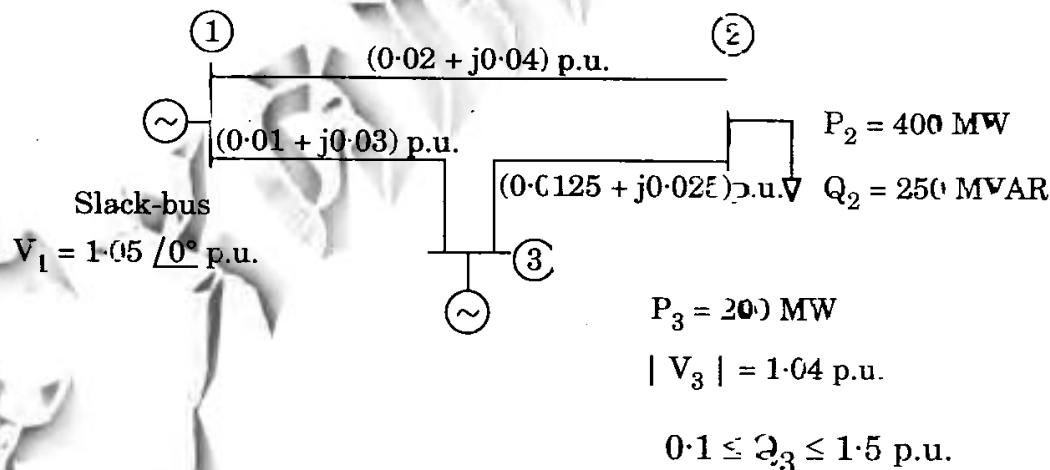 1
2
(0·02 + j0·04) p.u.
(0·01 + j0·03) p.u.
P₂ = 400 MW
(0·0125 + j0·025) p.u.
Q₂ = 250 MVAR
Slack-bus
V₁ = 1·05 /0° p.u.
3
P₃ = 200 MW
| V₃ | = 1·04 p.u.
0·1 ≤ Q₃ ≤ 1·5 p.u.